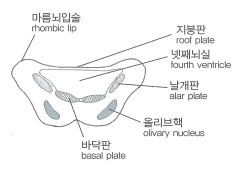 마름뇌입술
rhombic lip
지붕판
roof plate
넷째뇌실
fourth ventricle
날개판
alar plate
올리브핵
olivary nucleus
바닥판
basal plate